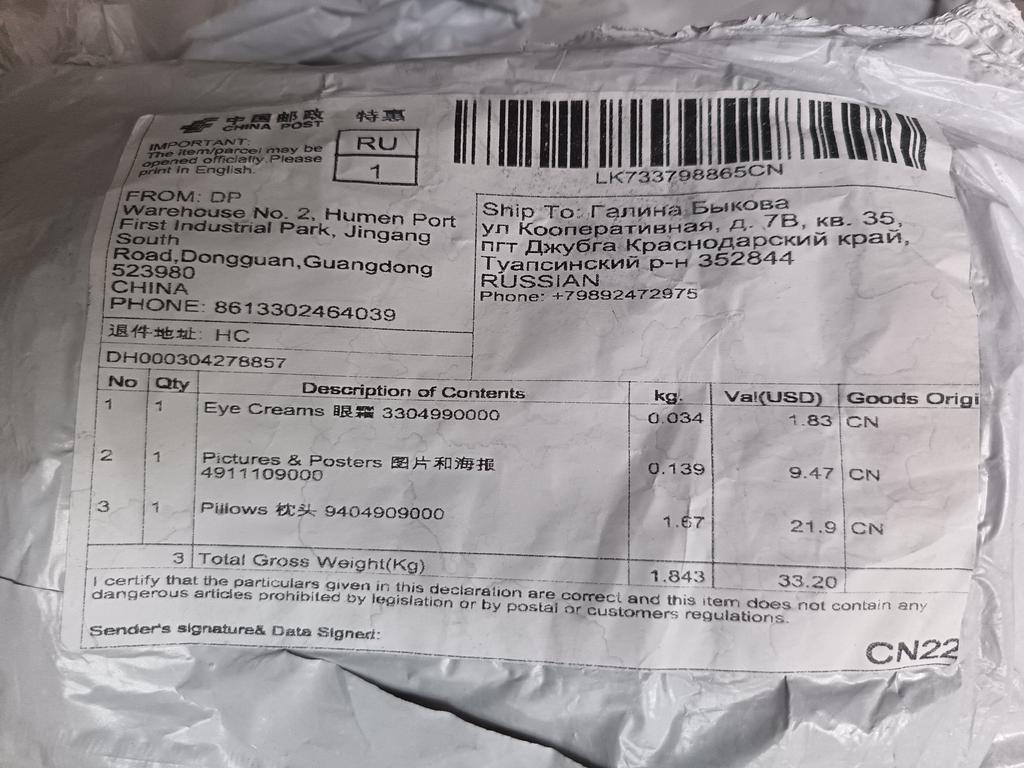 中国邮政 特惠
CHINA POST
IMPORTANT:
The item/parcel may be
opened officially. Please
print in English.
RU
1
LK733798865CN
FROM: DP
Warehouse No. 2, Humen Port
First Industrial Park, Jingang
South
Road,Dongguan,Guangdong
523980
CHINA
PHONE: 8613302464039
Ship To: Галина Быкова
ул Кооперативная, д. 7В, кв. 35,
пгт Джубга Краснодарский край,
Туапсинский р-н 352844
RUSSIAN
Phone: +79892472975
退件地址: HC
DH000304278857
No Qty Description of Contents kg. Val(USD) Goods Origi
1 1 Eye Creams 眼霜 3304990000 0.034 1.83 CN
2 1 Pictures & Posters 图片和海报 0.139 9.47 CN
4911109000
3 1 Pillows 枕头 9404909000 1.67 21.9 CN
3 Total Gross Weight(Kg) 1.843 33.20
I certify that the particulars given in this declaration are correct and this item does not contain any
dangerous articles prohibited by legislation or by postal or customers regulations.
Sender's signature& Data Signed:
CN22